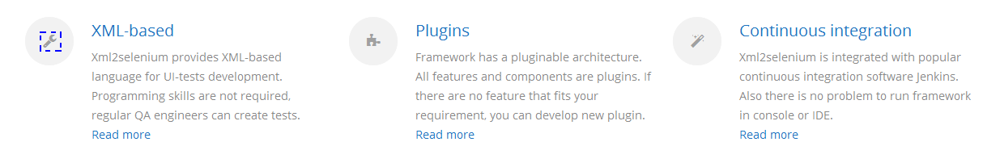 XML-based
Xml2selenium provides XML-based
language for UI-tests development.
Programming skills are not required,
regular QA engineers can create tests.
Read more
Plugins
Framework has a pluginable architecture.
All features and components are plugins. If
there are no feature that fits your
requirement, you can develop new plugin.
Read more
Continuous integration
Xml2selenium is integrated with popular
continuous integration software Jenkins.
Also there is no problem to run framework
in console or IDE.
Read more